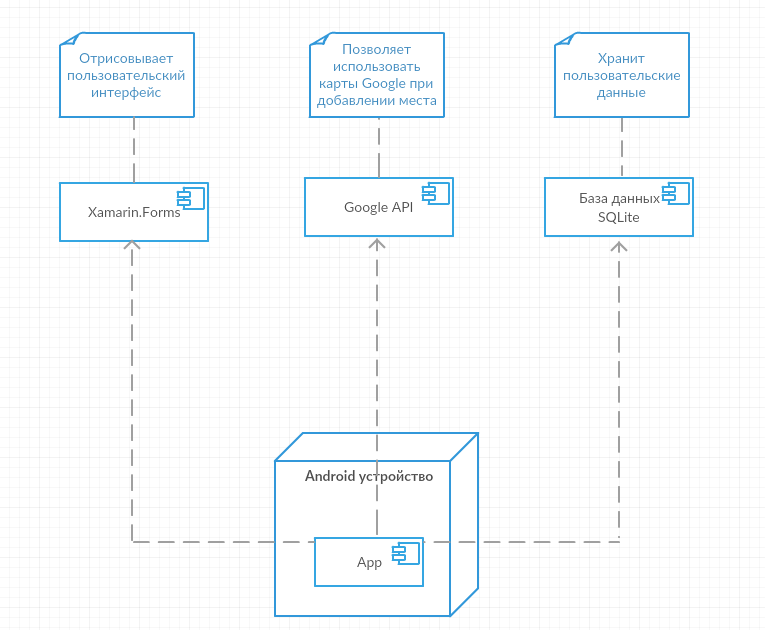 Отрисовывает
пользовательский
интерфейс
Позволяет
использовать
карты Google при
добавлении места
Хранит
пользовательские
данные
Xamarin.Forms
Google API
База данных
SQLite
Android устройство
App